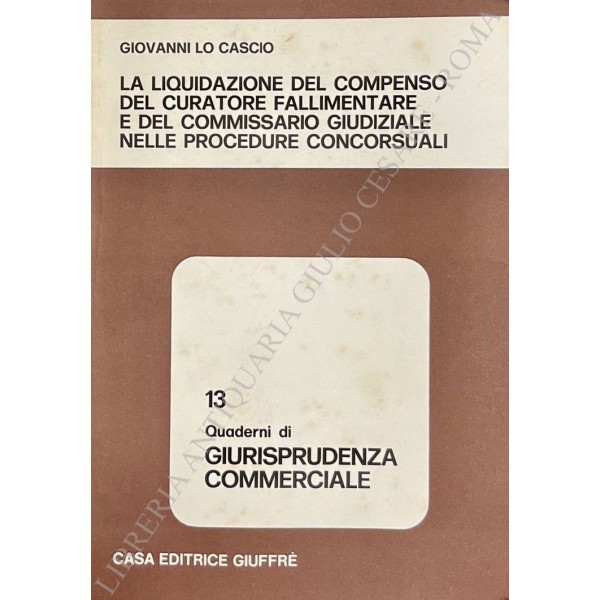 GIOVANNI LO CASCIO
LA LIQUIDAZIONE DEL COMPENSO
DEL CURATORE FALLIMENTARE
E DEL COMMISSARIO GIUDIZIALE
NELLE PROCEDURE CONCORSUALI
13
Quaderni di
GIURISPRUDENZA
COMMERCIALE
CASA EDITRICE GIUFFRÈ
LIBRERIA ANTIQUARIA GIULIO CESARE - ROMA